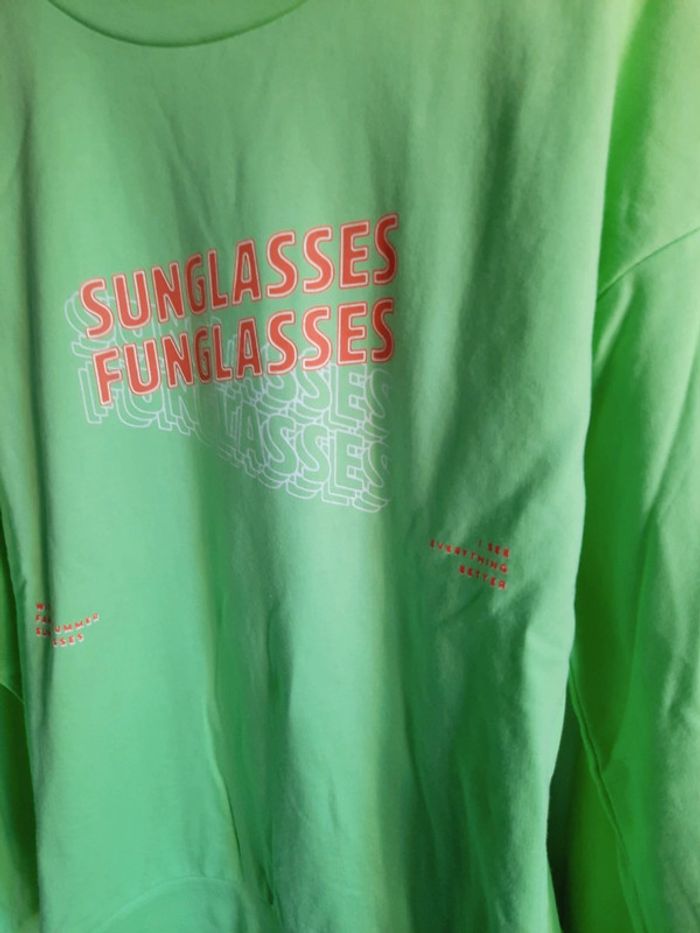 SUNGLASSES
FUNGLASSES
I SEE
EVERYTHING
BETTER